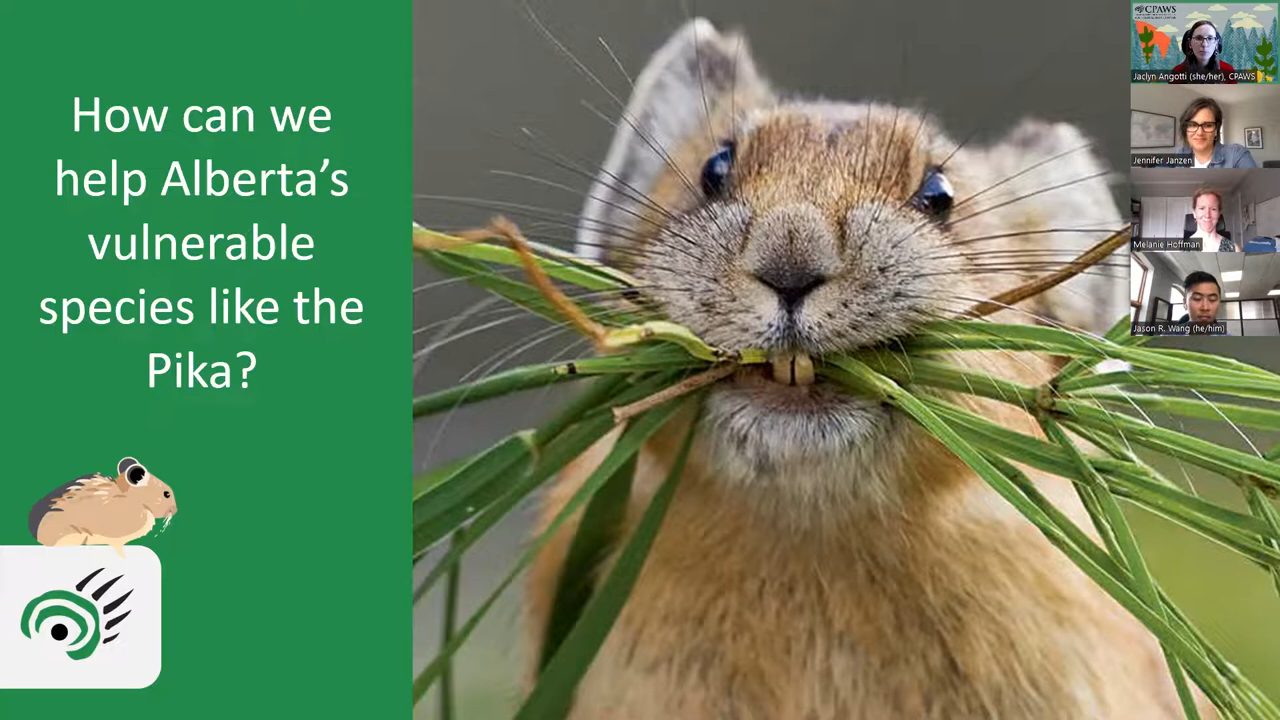 How can we
help Alberta's
vulnerable
species like the
Pika?
CPAWS
Jaclyn Angotti (she/her), CPAWS
Jennifer Janzen
Melanie Hoffman
Jason R. Wang (he/him)